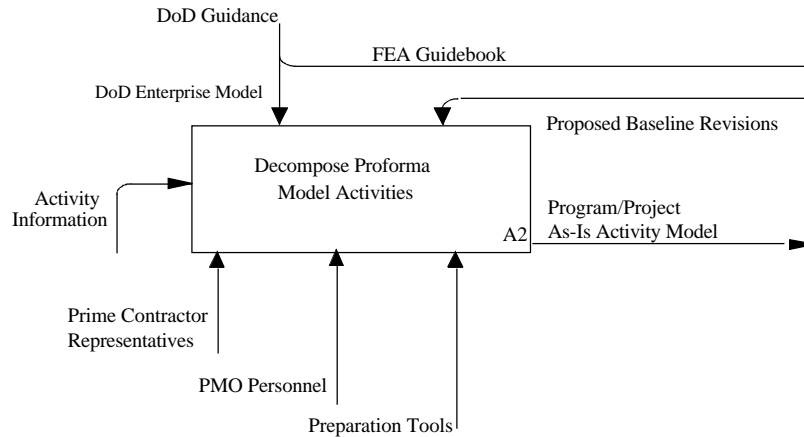 DoD Guidance
FEA Guidebook
DoD Enterprise Model
Proposed Baseline Revisions
Decompose Proforma
Model Activities
Activity
Information
A2
Program/Project
As-Is Activity Model
Prime Contractor
Representatives
PMO Personnel
Preparation Tools